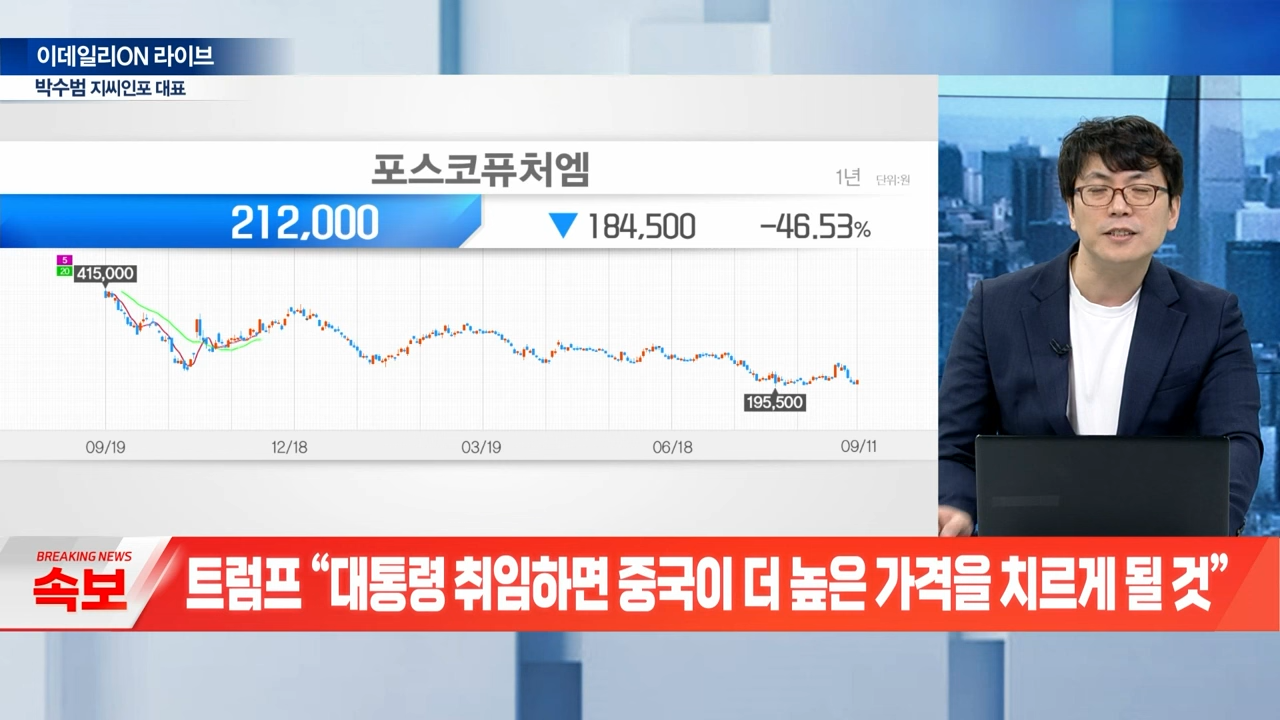 이데일리ON 라이브
박수범 지씨인포 대표
포스코퓨처엠
1년 단위:원
212,000 ▼ 184,500 -46.53%
5
20
415,000
195,500
09/19 12/18 03/19 06/18 09/11
BREAKING NEWS
속보
트럼프 “대통령 취임하면 중국이 더 높은 가격을 치르게 될 것”